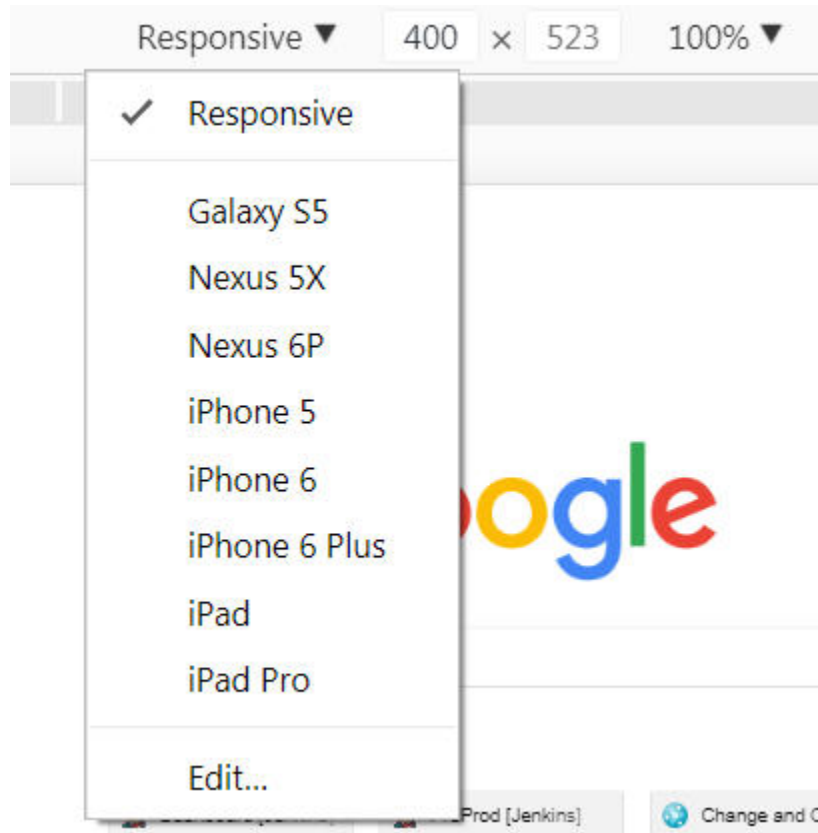 Responsive ▼ 400 × 523 100% ▼
✓ Responsive
Galaxy S5
Nexus 5X
Nexus 6P
iPhone 5
iPhone 6
iPhone 6 Plus
iPad
iPad Pro
Edit...
ogle
Prod [Jenkins]
Change and